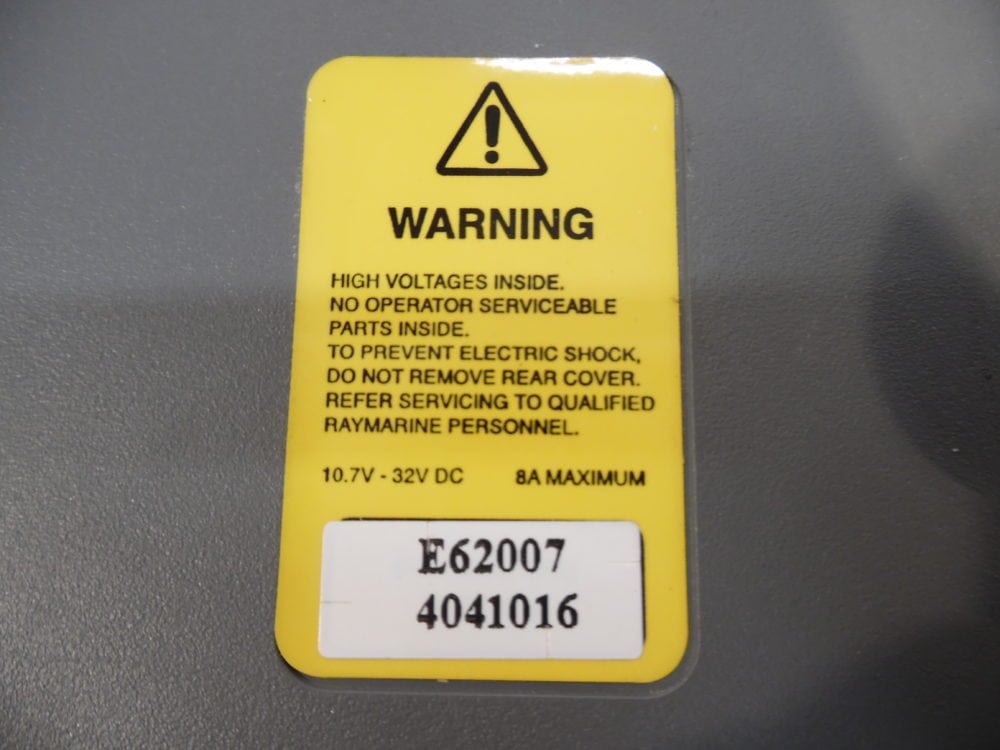 WARNING
HIGH VOLTAGES INSIDE.
NO OPERATOR SERVICEABLE
PARTS INSIDE.
TO PREVENT ELECTRIC SHOCK,
DO NOT REMOVE REAR COVER.
REFER SERVICING TO QUALIFIED
RAYMARINE PERSONNEL.
10.7V - 32V DC 8A MAXIMUM
E62007
4041016